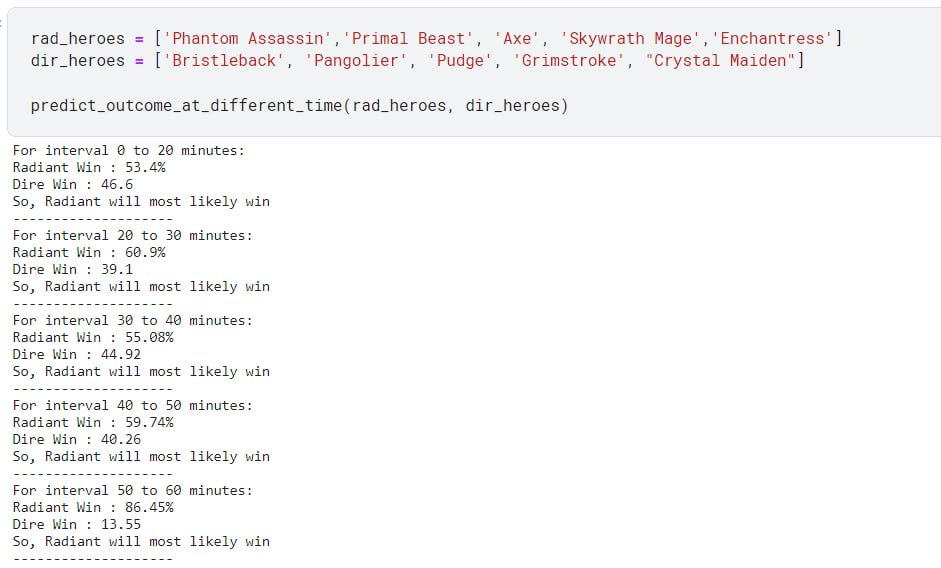 rad_heroes = ['Phantom Assassin','Primal Beast', 'Axe', 'Skywrath Mage','Enchantress']
dir_heroes = ['Bristleback', 'Pangolier', 'Pudge', 'Grimstroke', "Crystal Maiden"]
predict_outcome_at_different_time(rad_heroes, dir_heroes)
For interval 0 to 20 minutes:
Radiant Win : 53.4%
Dire Win : 46.6
So, Radiant will most likely win
--------------------
For interval 20 to 30 minutes:
Radiant Win : 60.9%
Dire Win : 39.1
So, Radiant will most likely win
--------------------
For interval 30 to 40 minutes:
Radiant Win : 55.08%
Dire Win : 44.92
So, Radiant will most likely win
--------------------
For interval 40 to 50 minutes:
Radiant Win : 59.74%
Dire Win : 40.26
So, Radiant will most likely win
--------------------
For interval 50 to 60 minutes:
Radiant Win : 86.45%
Dire Win : 13.55
So, Radiant will most likely win
--------------------